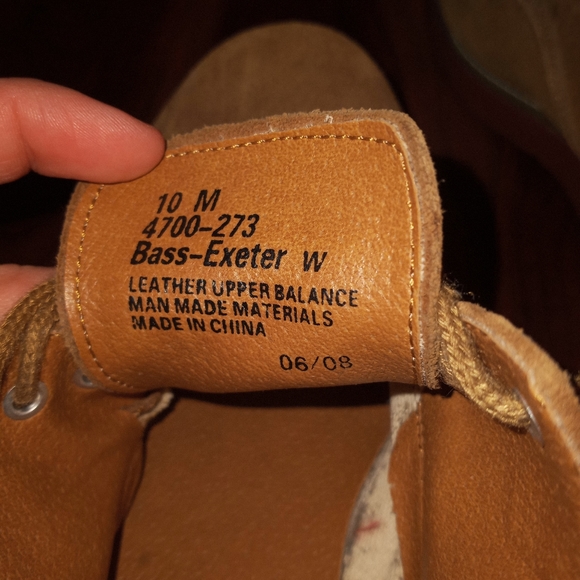 10 M
4700-273
Bass-Exeter W
LEATHER UPPER BALANCE
MAN MADE MATERIALS
MADE IN CHINA
06/08